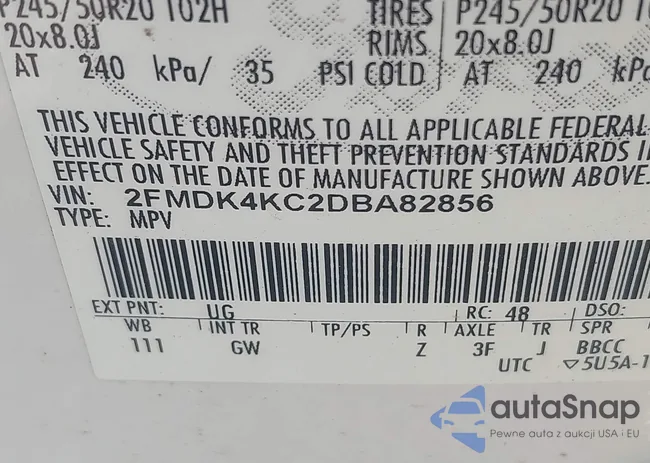 P245/50R20 102H TIRES P245/50R20
20x8.0J RIMS 20x8.0J
AT 240 kPa/ 35 PSI COLD AT 240
THIS VEHICLE CONFORMS TO ALL APPLICABLE FEDERAL
VEHICLE SAFETY AND THEFT PREVENTION STANDARDS
EFFECT ON THE DATE OF MANUFACTURE SHOWN ABOVE.
VIN: 2FMDK4KC2DBA82856
TYPE: MPV
EXT PNT: UG RC: 48 DSO:
WB INT TR TP/PS R AXLE TR SPR
111 GW Z 3F J BBCC
UTC ▽5U5A-1
autaSnap
Pewne auta z aukcji USA i EU